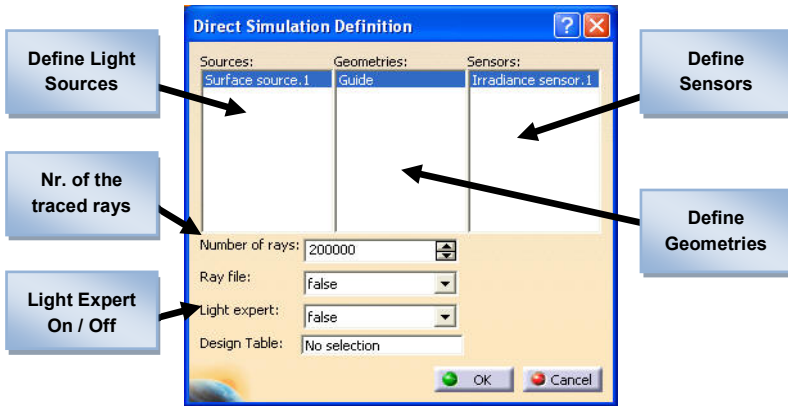 Direct Simulation Definition
Define Light
Sources
Nr. of the
traced rays
Light Expert
On / Off
Sources:
Surface source.1
Geometries:
Guide
Sensors:
Irradiance sensor.1
Number of rays: 200000
Ray file: false
Light expert: false
Design Table: No selection
OK
Cancel
Define
Sensors
Define
Geometries